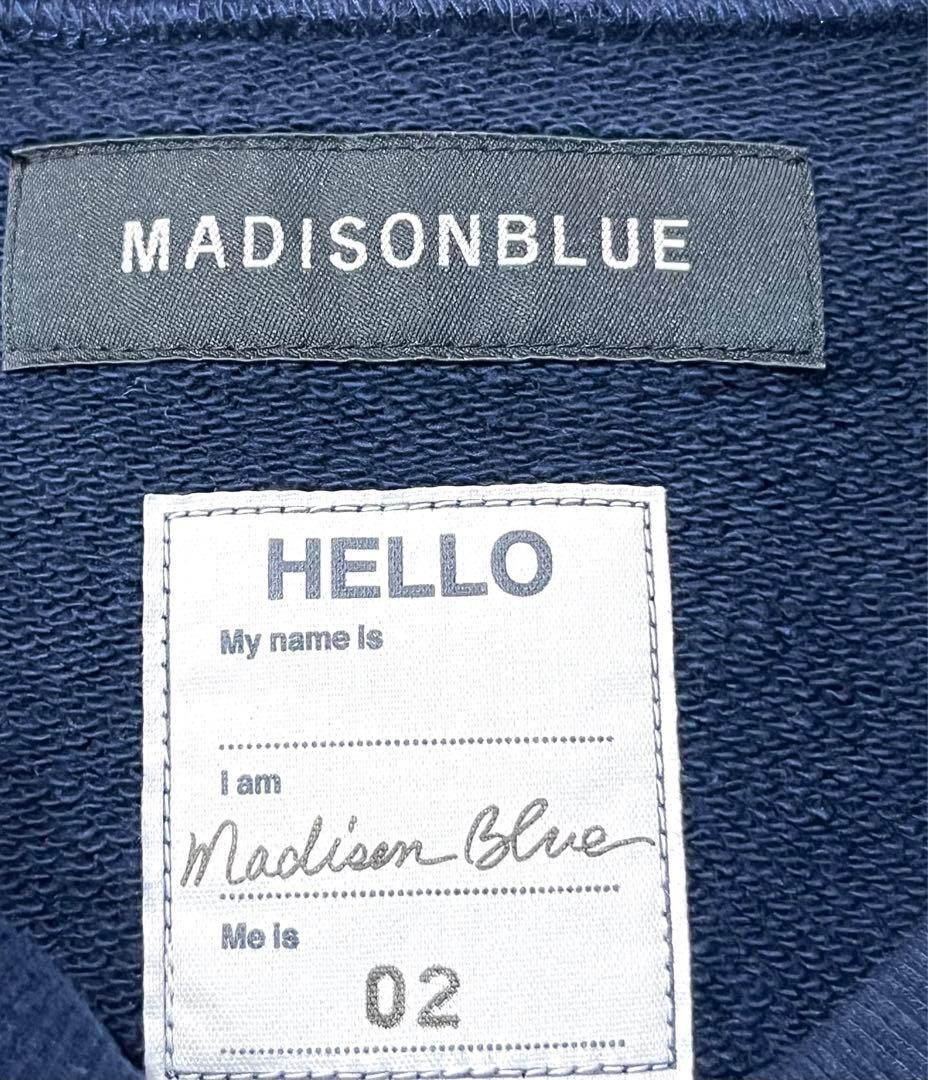 MADISONBLUE
HELLO
My name is
I am
Madison Blue
Me is
02